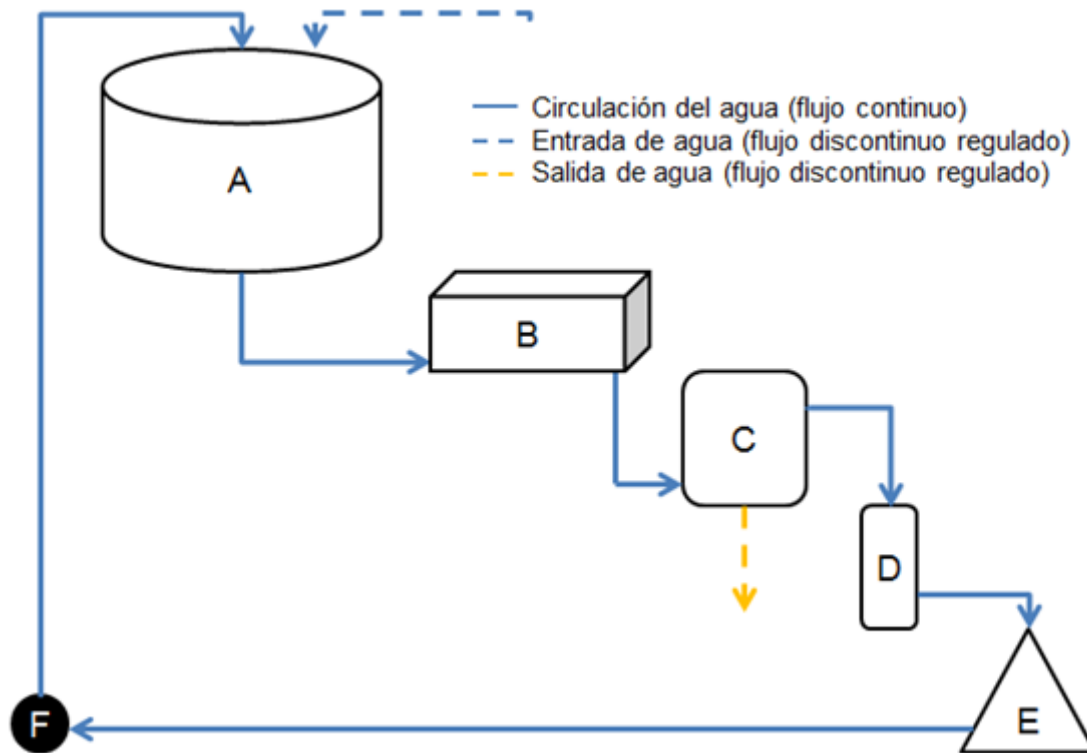 Circulación del agua (flujo continuo)
Entrada de agua (flujo discontinuo regulado)
Salida de agua (flujo discontinuo regulado)
A
B
C
D
E
F